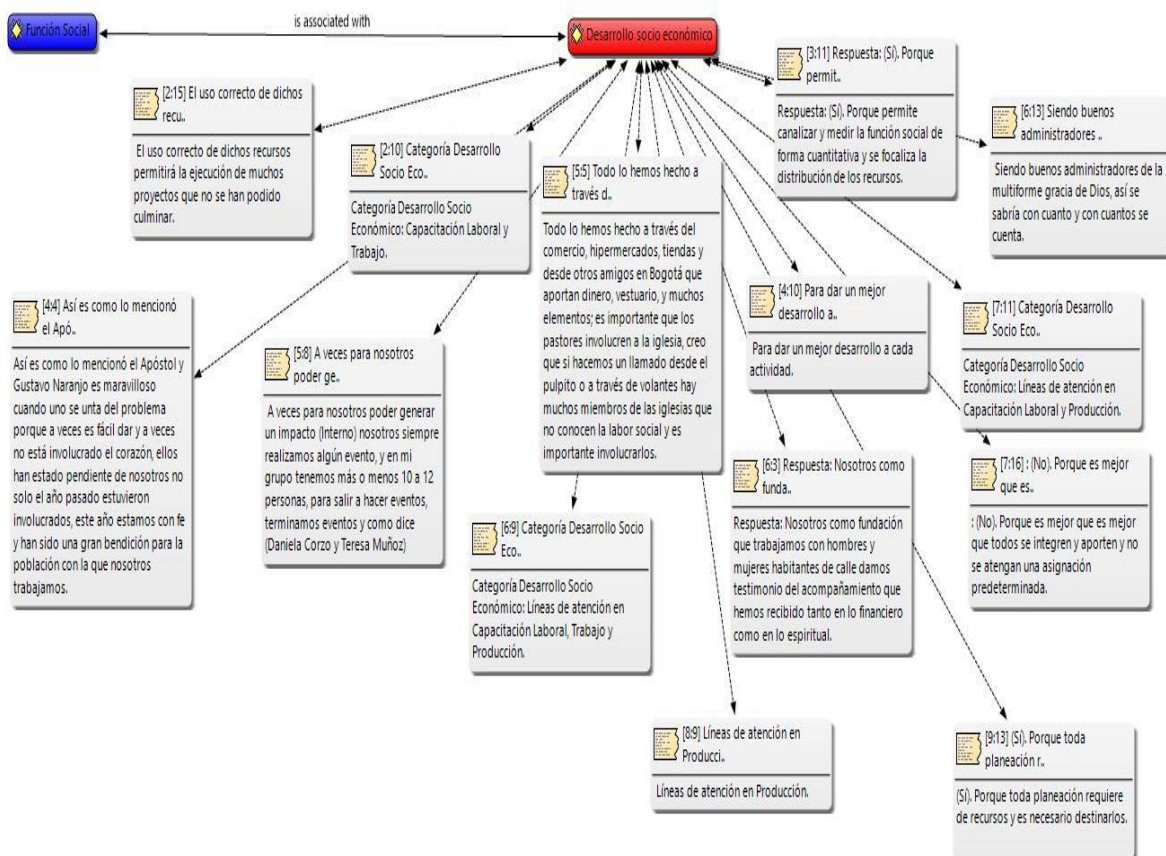 Función Social
is associated with
Desarrollo socio económico
[2:15] El uso correcto de dichos
recu..
El uso correcto de dichos recursos
permitirá la ejecución de muchos
proyectos que no se han podido
culminar.
[2:10] Categoría Desarrollo
Socio Eco..
Categoría Desarrollo Socio
Económico: Capacitación Laboral y
Trabajo.
[5:5] Todo lo hemos hecho a
través d..
Todo lo hemos hecho a través del
comercio, hipermercados, tiendas y
desde otros amigos en Bogotá que
aportan dinero, vestuario, y muchos
elementos; es importante que los
pastores involucren a la iglesia, creo
que si hacemos un llamado desde el
pulpito o a través de volantes hay
muchos miembros de las iglesias que
no conocen la labor social y es
importante involucrarlos.
[3:11] Respuesta: (Sí). Porque
permit..
Respuesta: (Sí). Porque permite
canalizar y medir la función social de
forma cuantitativa y se focaliza la
distribución de los recursos.
[6:13] Siendo buenos
administradores ..
Siendo buenos administradores de la
multiforme gracia de Dios, así se
sabría con cuanto y con cuantos se
cuenta.
[4:4] Así es como lo mencionó
el Apó..
Así es como lo mencionó el Apóstol y
Gustavo Naranjo es maravilloso
cuando uno se unta del problema
porque a veces es fácil dar y a veces
no está involucrado el corazón, ellos
han estado pendiente de nosotros no
solo el año pasado estuvieron
involucrados, este año estamos con fe
y han sido una gran bendición para la
población con la que nosotros
trabajamos.
[5:8] A veces para nosotros
poder ge..
A veces para nosotros poder generar
un impacto (Interno) nosotros siempre
realizamos algún evento, y en mi
grupo tenemos más o menos 10 a 12
personas, para salir a hacer eventos,
terminamos eventos y como dice
(Daniela Corzo y Teresa Muñoz)
[4:10] Para dar un mejor
desarrollo a..
Para dar un mejor desarrollo a cada
actividad.
[7:11] Categoría Desarrollo
Socio Eco..
Categoría Desarrollo Socio
Económico: Líneas de atención en
Capacitación Laboral y Producción.
[6:3] Respuesta: Nosotros como
funda..
Respuesta: Nosotros como fundación
que trabajamos con hombres y
mujeres habitantes de calle damos
testimonio del acompañamiento que
hemos recibido tanto en lo financiero
como en lo espiritual.
[7:16] : (No). Porque es mejor
que es..
: (No). Porque es mejor que es mejor
que todos se integren y aporten y no
se atengan una asignación
predeterminada.
[6:9] Categoría Desarrollo Socio
Eco..
Categoría Desarrollo Socio
Económico: Líneas de atención en
Capacitación Laboral, Trabajo y
Producción.
[8:9] Líneas de atención en
Producci..
Líneas de atención en Producción.
[9:13] (Sí). Porque toda
planeación r..
(Sí). Porque toda planeación requiere
de recursos y es necesario destinarlos.